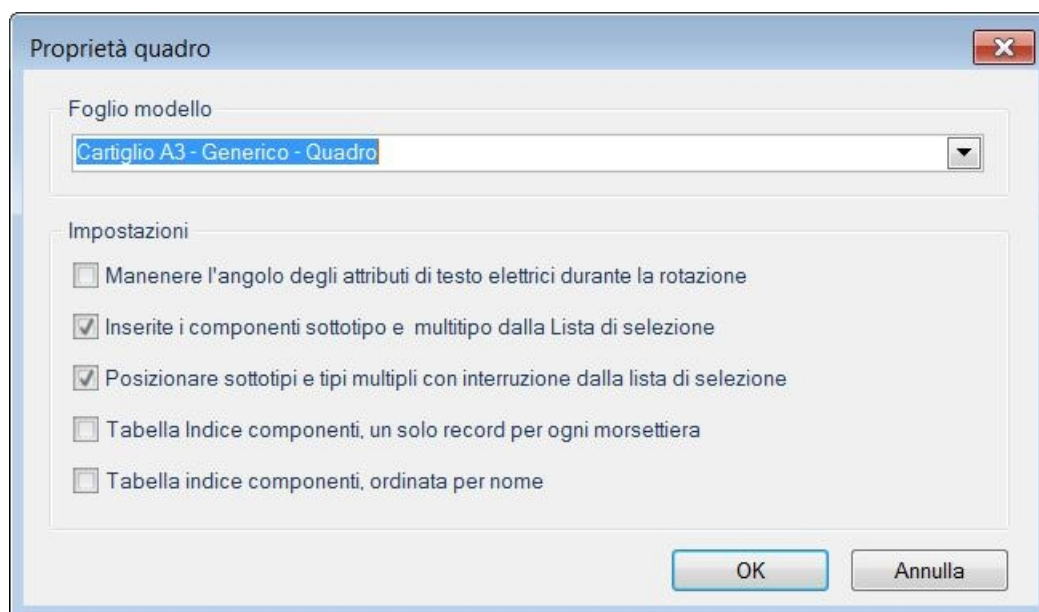 Proprietà quadro
Foglio modello
Cartiglio A3 - Generico - Quadro
Impostazioni
Manenere l'angolo degli attributi di testo elettrici durante la rotazione
Inserite i componenti sottotipo e  multitipo dalla Lista di selezione
Posizionare sottotipi e tipi multipli con interruzione dalla lista di selezione
Tabella Indice componenti, un solo record per ogni morsettiera
Tabella indice componenti, ordinata per nome
OK Annulla